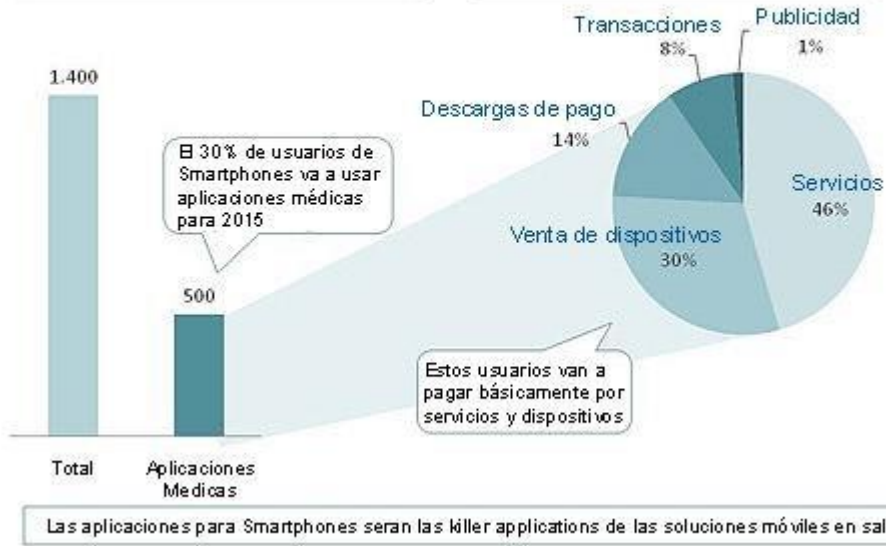 1.400
El 30% de usuarios de
Smartphones va a usar
aplicaciones médicas
para 2015
500
Total
Aplicaciones
Medicas
Publicidad
1%
Transacciones
8%
Descargas de pago
14%
Servicios
46%
Venta de dispositivos
30%
Estos usuarios van a
pagar básicamente por
servicios y dispositivos
Las aplicaciones para Smartphones seran las killer applications de las soluciones móviles en